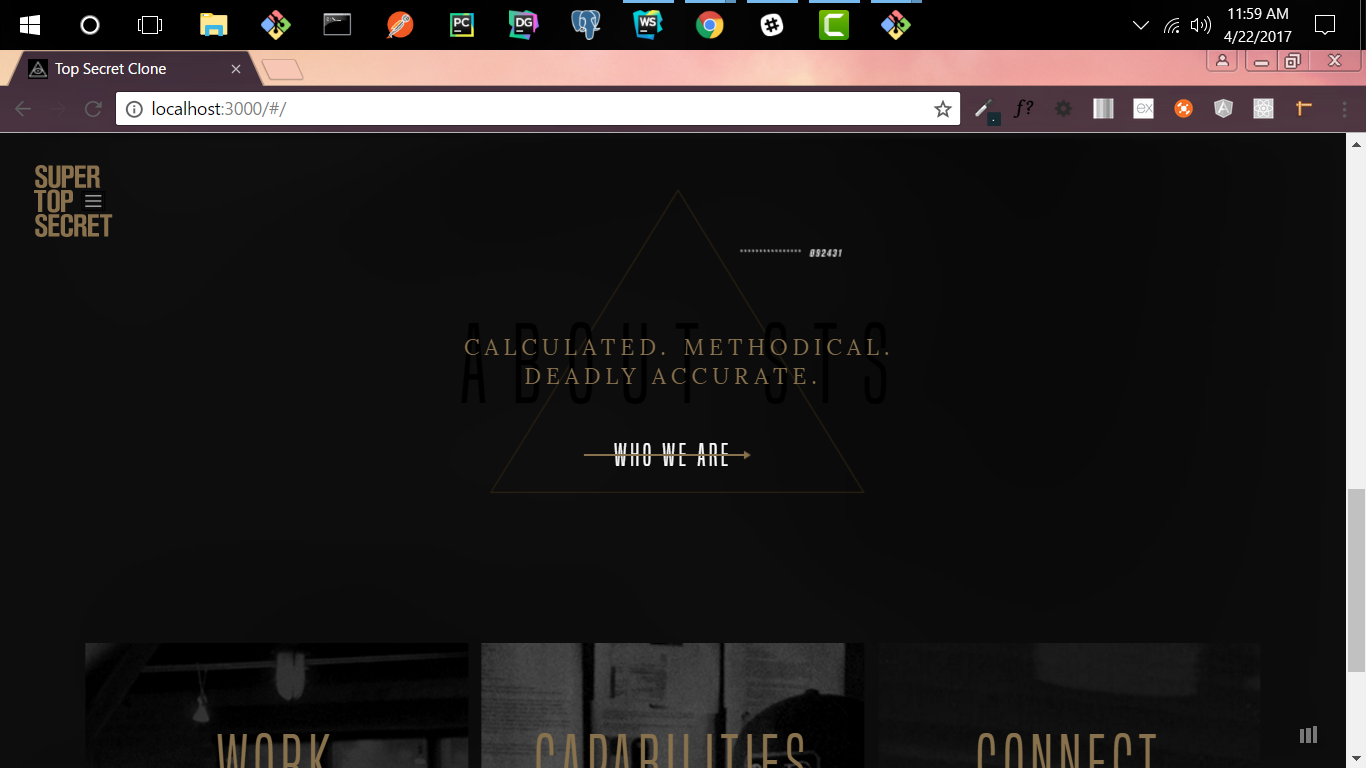 11:59 AM
4/22/2017
PC
DG
WS
Top Secret Clone
localhost:3000/#/
f?
ex
SUPER
TOP
SECRET
**************** 092431
ABOUT STS
CALCULATED. METHODICAL.
DEADLY ACCURATE.
WHO WE ARE
WORK
CAPABILITIES
CONNECT